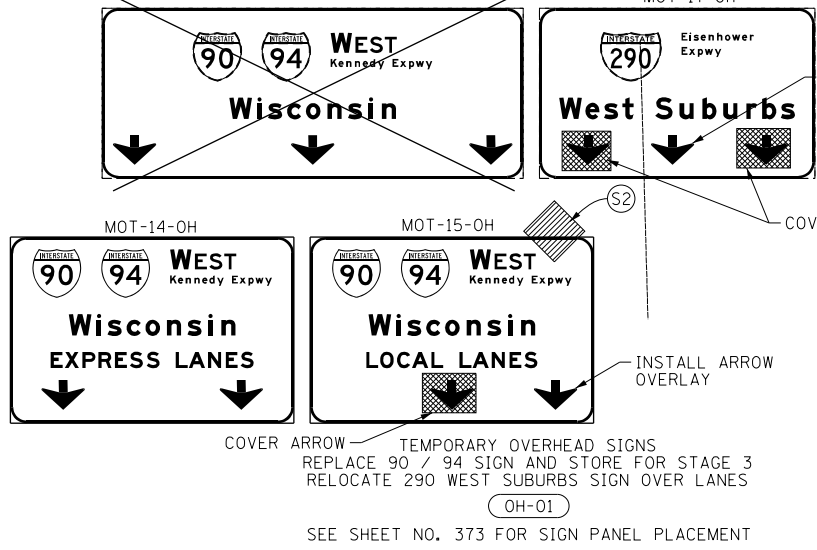 INTERSTATE
90
INTERSTATE
94
WEST
Kennedy Expwy
Wisconsin
INTERSTATE
290
Eisenhower
Expwy
West Suburbs
COV
S2
MOT-14-OH
INTERSTATE
90
INTERSTATE
94
WEST
Kennedy Expwy
Wisconsin
EXPRESS LANES
MOT-15-OH
INTERSTATE
90
INTERSTATE
94
WEST
Kennedy Expwy
Wisconsin
LOCAL LANES
INSTALL ARROW
OVERLAY
COVER ARROW
TEMPORARY OVERHEAD SIGNS
REPLACE 90 / 94 SIGN AND STORE FOR STAGE 3
RELOCATE 290 WEST SUBURBS SIGN OVER LANES
OH-01
SEE SHEET NO. 373 FOR SIGN PANEL PLACEMENT